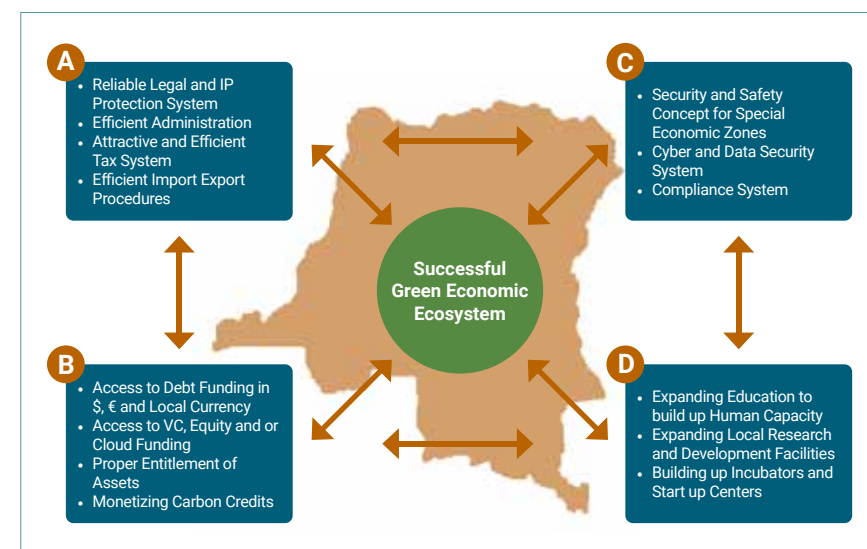 A
• Reliable Legal and IP
Protection System
• Efficient Administration
• Attractive and Efficient
Tax System
• Efficient Import Export
Procedures
C
• Security and Safety
Concept for Special
Economic Zones
• Cyber and Data Security
System
• Compliance System
Successful
Green Economic
Ecosystem
B
• Access to Debt Funding in
$, € and Local Currency
• Access to VC, Equity and or
Cloud Funding
• Proper Entitlement of
Assets
• Monetizing Carbon Credits
D
• Expanding Education to
build up Human Capacity
• Expanding Local Research
and Development Facilities
• Building up Incubators and
Start up Centers